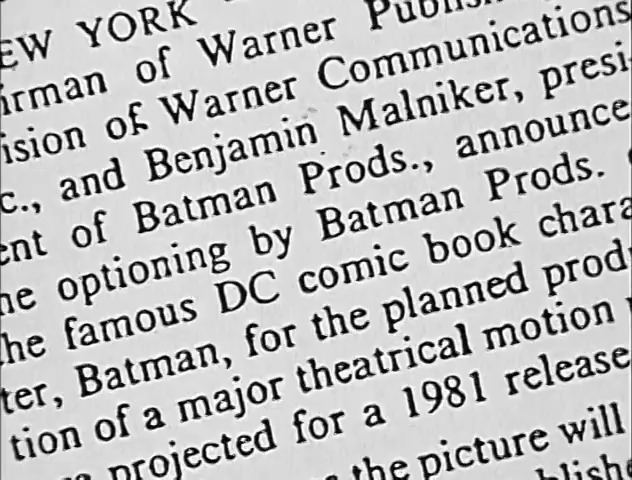 EW YORK
irman of Warner Publis
ision of Warner Communications
c., and Benjamin Malniker, presi-
ent of Batman Prods., announce
he optioning by Batman Prods.
he famous DC comic book chara
ter, Batman, for the planned prod
tion of a major theatrical motion
projected for a 1981 release
the picture will
blishe